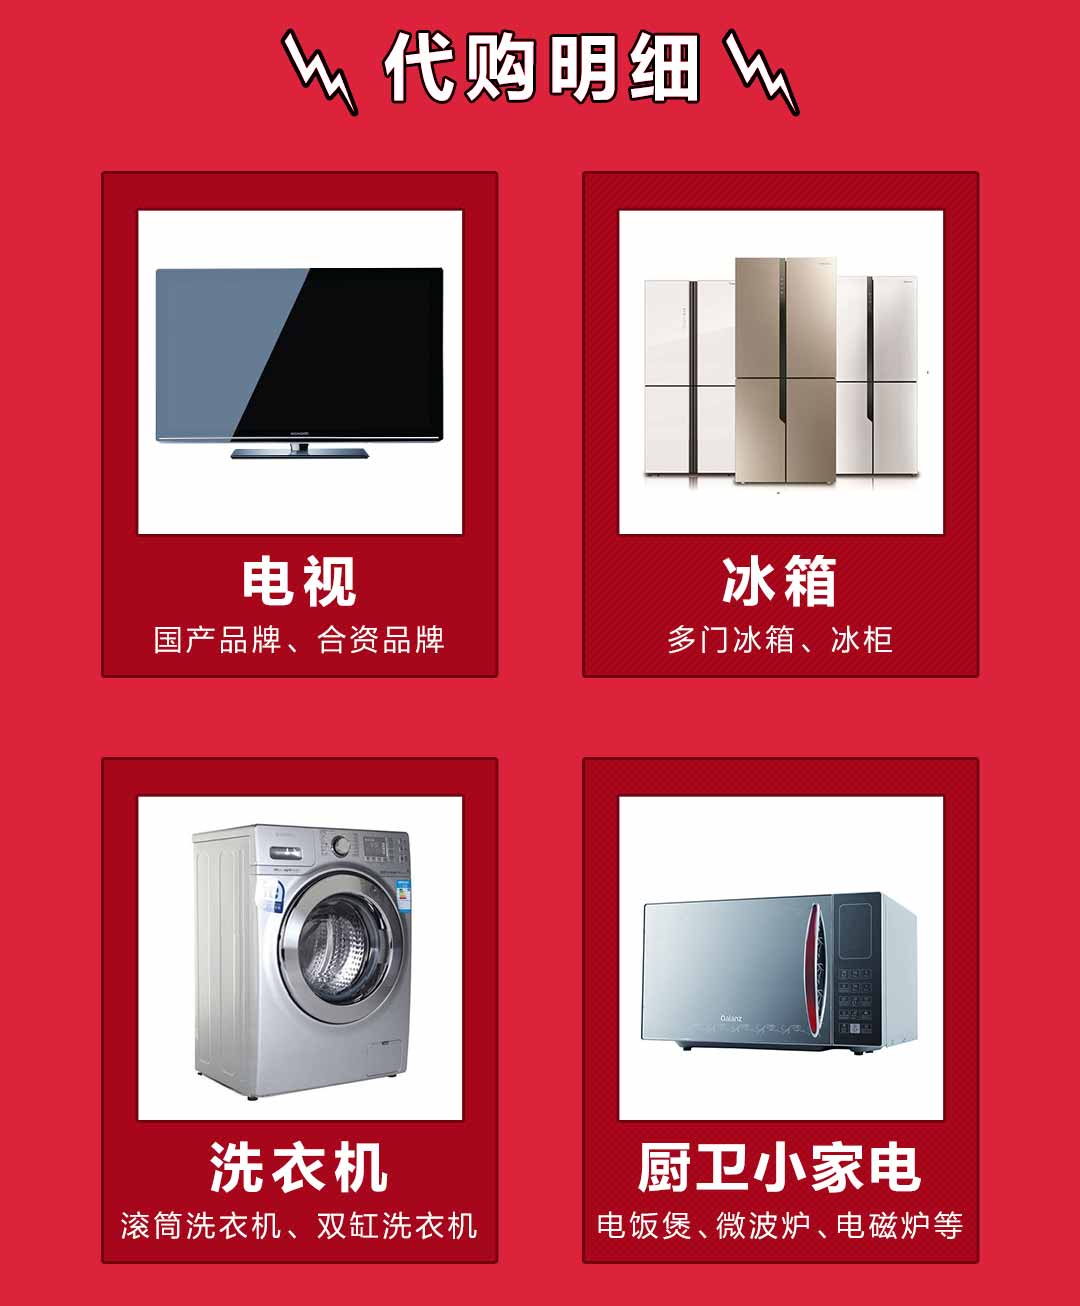 代购明细
电视
国产品牌、合资品牌
冰箱
多门冰箱、冰柜
洗衣机
滚筒洗衣机、双缸洗衣机
Galanz
厨卫小家电
电饭煲、微波炉、电磁炉等